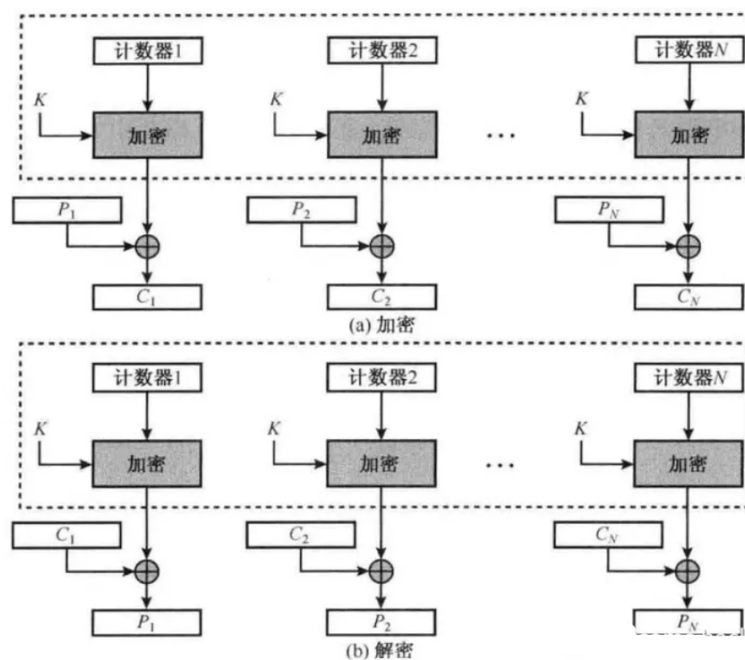 计数器1 计数器2 计数器N
K K K
加密 加密 ... 加密
P1 P2 PN
C1 C2 CN
(a) 加密
计数器1 计数器2 计数器N
K K K
加密 加密 ... 加密
C1 C2 CN
P1 P2 PN
(b) 解密